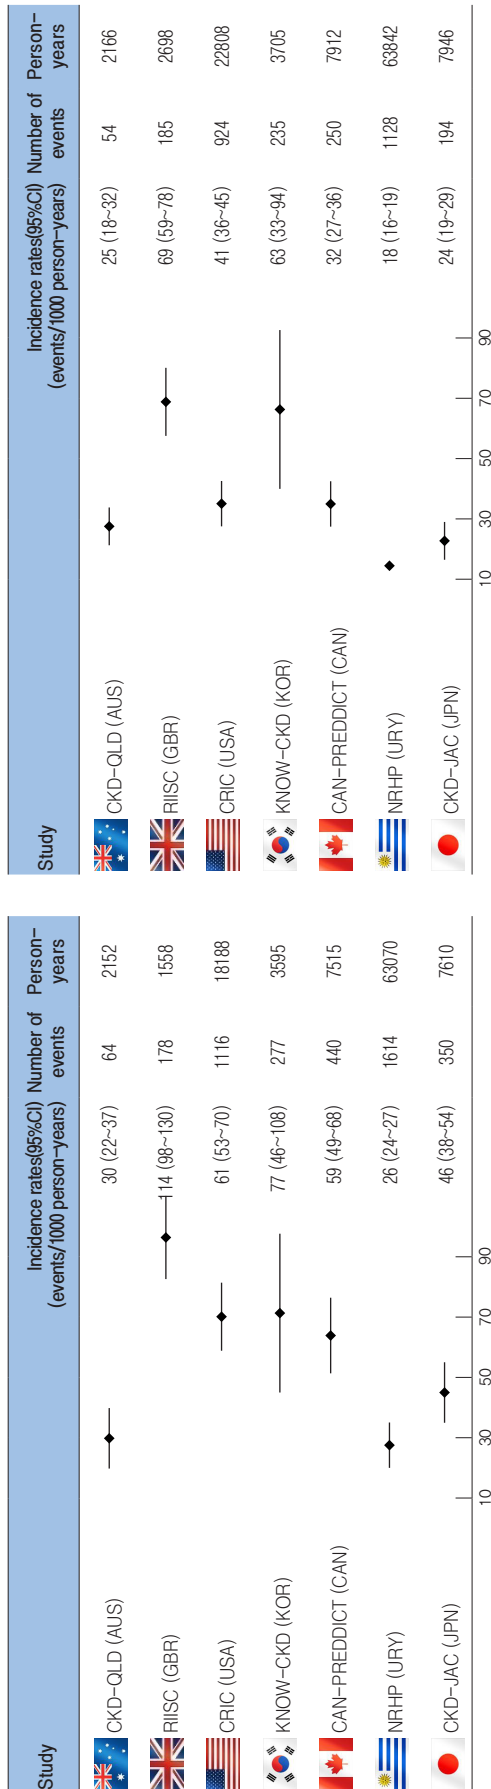 Study Incidence rates(95%CI) Number of Person-
(events/1000 person-years) events years
CKD-QLD (AUS) 30 (22~37) 64 2152
RIISC (GBR) 114 (98~130) 178 1558
CRIC (USA) 61 (53~70) 1116 18188
KNOW-CKD (KOR) 77 (46~108) 277 3595
CAN-PREDDICT (CAN) 59 (49~68) 440 7515
NRHP (URY) 26 (24~27) 1614 63070
CKD-JAC (JPN) 46 (38~54) 350 7610
10 30 50 70 90
Study Incidence rates(95%CI) Number of Person-
(events/1000 person-years) events years
CKD-QLD (AUS) 25 (18~32) 54 2166
RIISC (GBR) 69 (59~78) 185 2698
CRIC (USA) 41 (36~45) 924 22808
KNOW-CKD (KOR) 63 (33~94) 235 3705
CAN-PREDDICT (CAN) 32 (27~36) 250 7912
NRHP (URY) 18 (16~19) 1128 63842
CKD-JAC (JPN) 24 (19~29) 194 7946
10 30 50 70 90